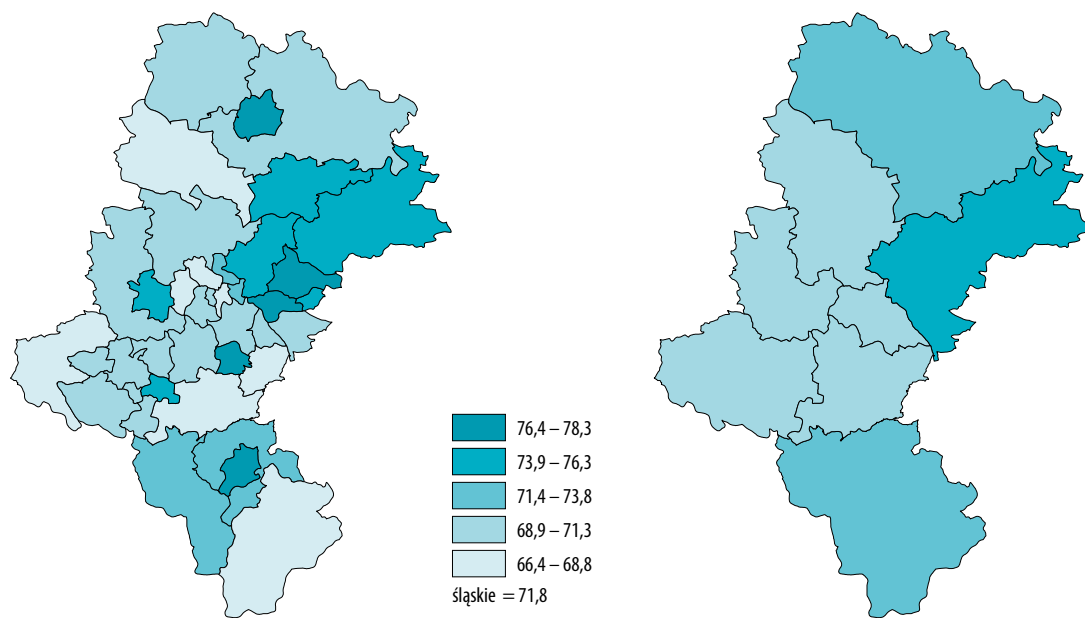 76,4 – 78,3
73,9 – 76,3
71,4 – 73,8
68,9 – 71,3
66,4 – 68,8
śląskie = 71,8